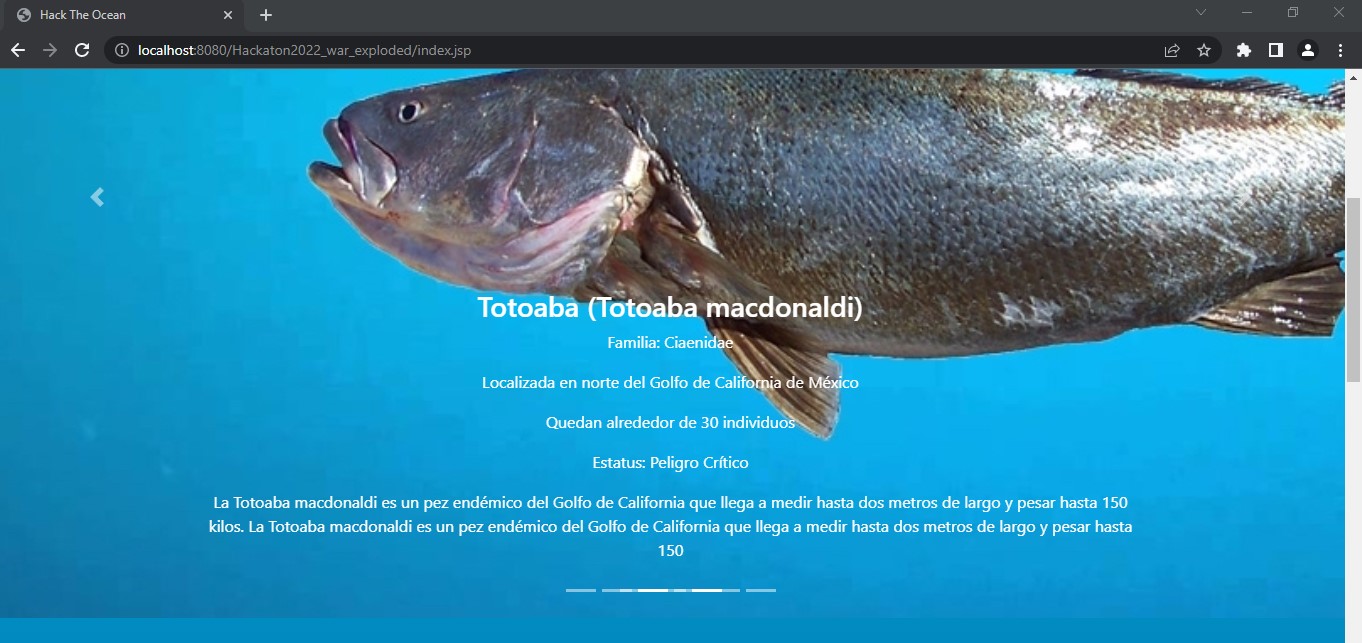 Hack The Ocean
localhost:8080/Hackaton2022_war_exploded/index.jsp
Totoaba (Totoaba macdonaldi)
Familia: Ciaenidae
Localizada en norte del Golfo de California de México
Quedan alrededor de 30 individuos
Estatus: Peligro Crítico
La Totoaba macdonaldi es un pez endémico del Golfo de California que llega a medir hasta dos metros de largo y pesar hasta 150
kilos. La Totoaba macdonaldi es un pez endémico del Golfo de California que llega a medir hasta dos metros de largo y pesar hasta
150